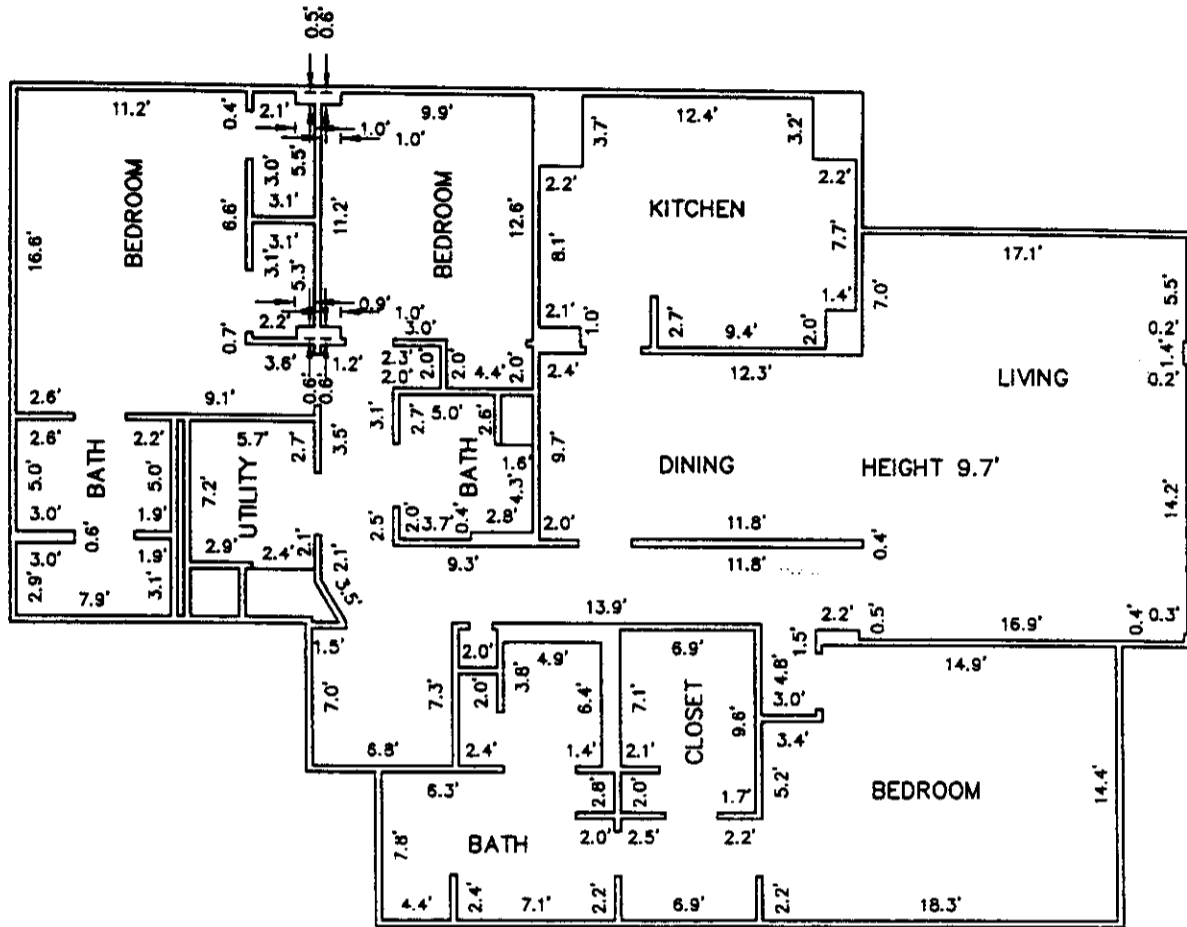 0.5' 0.6'
11.2' 0.4' 2.1' 1.0' 1.0' 9.9' 3.7' 12.4' 3.2'
5.5'
3.0' 2.2' 2.2'
BEDROOM 6.6' 3.1' 11.2' BEDROOM 12.6' KITCHEN
16.6' 3.1' 8.1' 7.7' 17.1'
3.1' 5.3' 7.0' 5.5'
0.9' 1.4'
2.2' 1.0' 2.1' 1.0' 2.7' 9.4' 2.0' 0.2'
0.7' 3.0' 1.4'
3.6' 1.2' 2.3' 2.0' 2.0' 2.0' 2.4' 12.3' 0.2'
2.0' 4.4' LIVING
2.6' 9.1' 0.6' 0.6' 3.1' 5.0' 2.6'
2.6' 2.2' 5.7' 2.7' 3.5' 2.7' 9.7'
5.0' BATH 5.0' 7.2' UTILITY BATH 1.6' DINING HEIGHT 9.7'
4.3' 14.2'
3.0' 1.9' 2.5' 2.0' 3.7' 0.4' 2.8' 2.0' 11.8'
0.6' 2.1' 0.4'
3.0' 1.9' 2.9' 2.4' 2.1' 9.3' 11.8'
2.9' 3.1' 3.5'
7.9' 13.9' 2.2' 0.5' 16.9' 0.4' 0.3'
1.5' 2.0' 4.9' 6.9' 1.5' 14.9'
3.8' 4.8'
7.0' 7.3' 2.0' 6.4' 7.1' CLOSET 9.6' 3.0'
3.4'
6.8' 2.4' 1.4' 2.1' 5.2'
6.3' 2.8' 2.0' 1.7' BEDROOM 14.4'
7.8' BATH 2.0' 2.5' 2.2'
4.4' 2.4' 7.1' 2.2' 6.9' 2.2' 18.3'